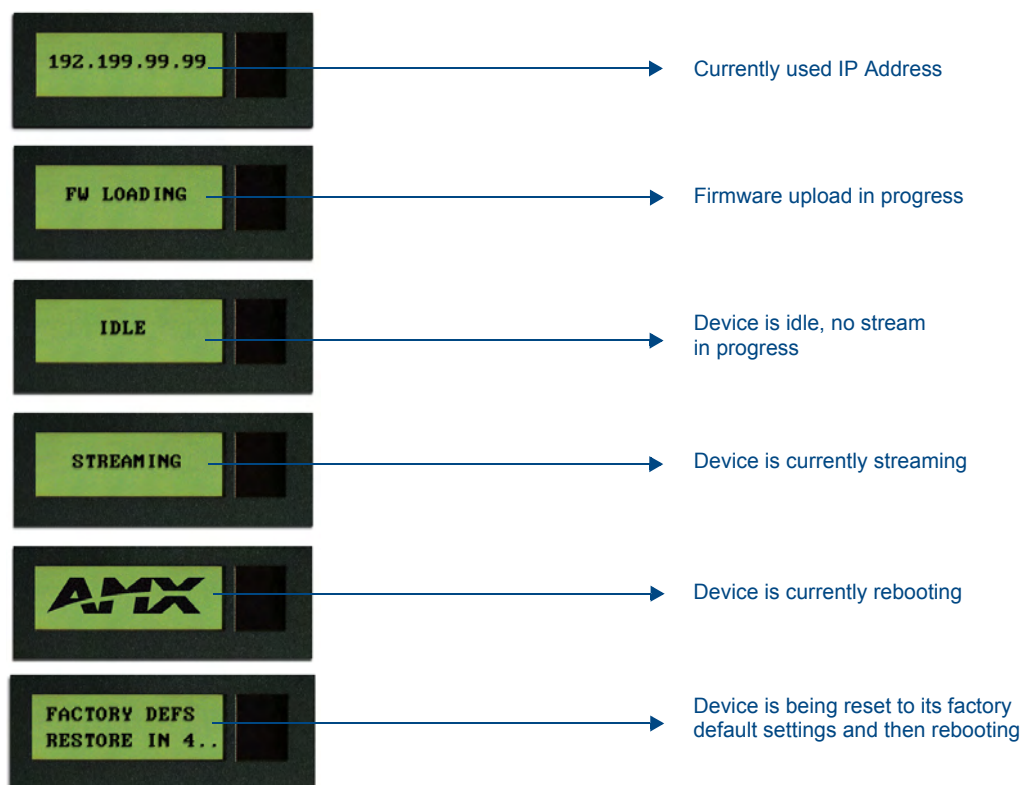 192.199.99.99
Currently used IP Address
FW LOADING
Firmware upload in progress
IDLE
Device is idle, no stream
in progress
STREAMING
Device is currently streaming
AMX
Device is currently rebooting
FACTORY DEFS
RESTORE IN 4..
Device is being reset to its factory
default settings and then rebooting